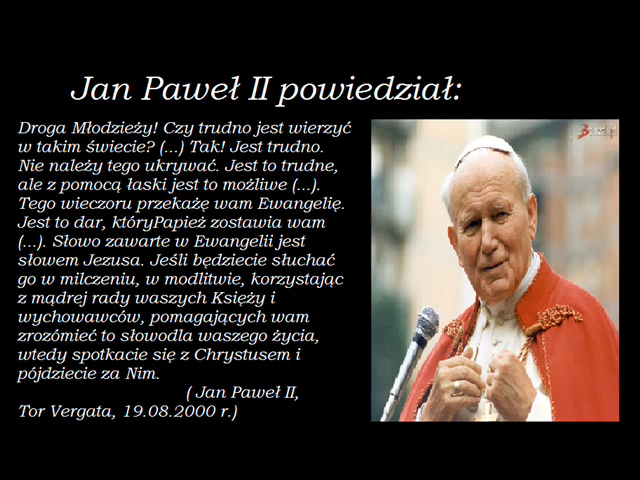 Jan Paweł II powiedział:
Droga Młodzieży! Czy trudno jest wierzyć
w takim świecie? (...) Tak! Jest trudno.
Nie należy tego ukrywać. Jest to trudne,
ale z pomocą łaski jest to możliwe (...).
Tego wieczoru przekażę wam Ewangelię.
Jest to dar, któryPapież zostawia wam
(...). Słowo zawarte w Ewangelii jest
słowem Jezusa. Jeśli będziecie słuchać
go w milczeniu, w modlitwie, korzystając
z mądrej rady waszych Księży i
wychowawców, pomagających wam
zrozómieć to słowodla waszego życia,
wtedy spotkacie się z Chrystusem i
pójdziecie za Nim.
( Jan Paweł II,
Tor Vergata, 19.08.2000 r.)